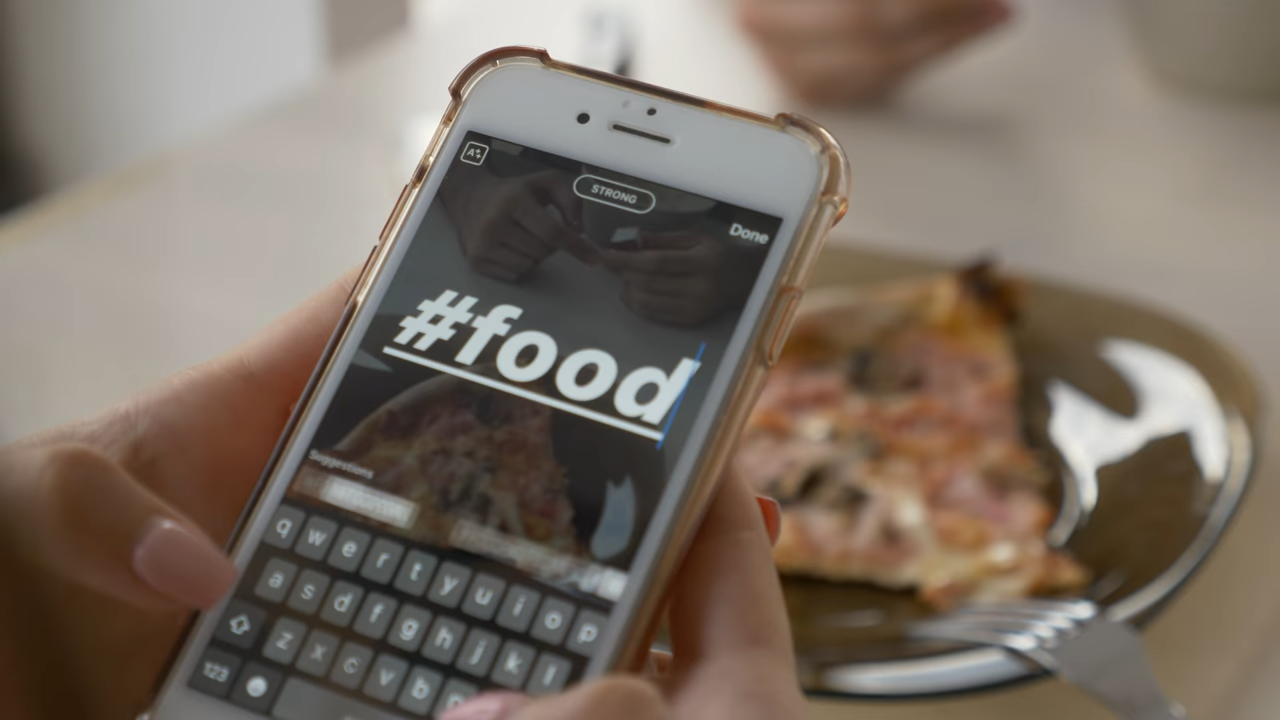 A
STRONG
Done
#food
Suggestions
q w e r t y u i o p
a s d f g h j k l
z x c v b
123